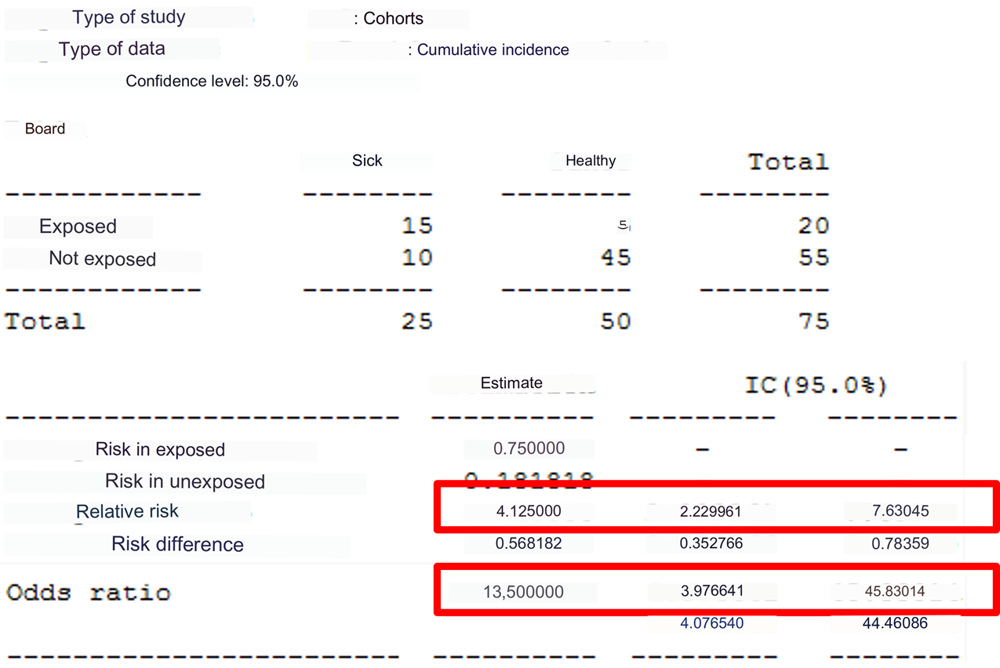 Type of study : Cohorts
Type of data : Cumulative incidence
Confidence level: 95.0%
Board
Sick Healthy Total
------------ -------- -------- --------
Exposed 15 5 20
Not exposed 10 45 55
------------ -------- -------- --------
Total 25 50 75
Estimate IC(95.0%)
------------------------ ---------- --------- --------
Risk in exposed 0.750000 - -
Risk in unexposed 0.181818
Relative risk 4.125000 2.229961 7.63045
Risk difference 0.568182 0.352766 0.78359
Odds ratio 13,500000 3.976641 45.83014
4.076540 44.46086
------------------------ ---------- --------- --------